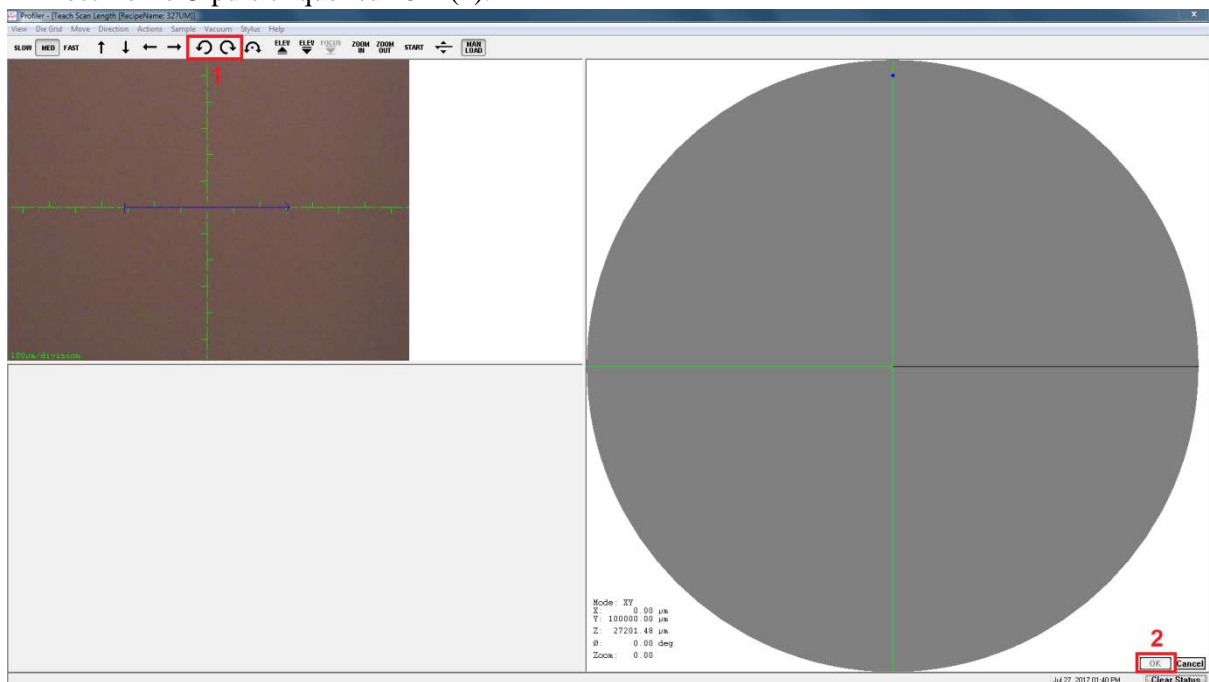 Profiler - [Teach Scan Length [RecipeName: 327UM]]
X
View Die Grid Move Direction Actions Sample Vacuum Stylus Help
SLOW MED FAST ELEV ELEV FOCUS ZOOM IN ZOOM OUT START MAN LOAD
1
100µm/division
Mode: XY
X: 0.00 µm
Y: 100000.00 µm
Z: 27201.48 µm
Ø: 0.00 deg
Zoom: 0.00
2
OK Cancel
Jul 27, 2017 01:40 PM Clear Status